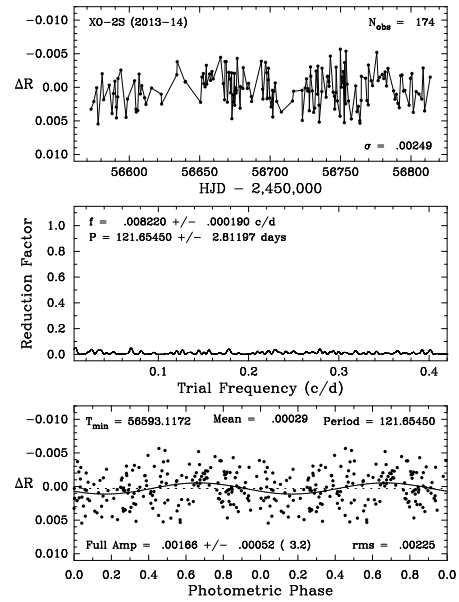 XO-2S (2013-14)
N_obs = 174
-0.010
-0.005
ΔR
0.000
0.005
0.010
σ = .00249
56600 56650 56700 56750 56800
HJD - 2,450,000
f = .008220 +/- .000190 c/d
P = 121.65450 +/- 2.81197 days
1.0
0.8
0.6
0.4
0.2
0.0
Reduction Factor
0.1 0.2 0.3 0.4
Trial Frequency (c/d)
-0.010
T_min = 56593.1172 Mean = .00029 Period = 121.65450
-0.005
ΔR
0.000
0.005
0.010
Full Amp = .00166 +/- .00052 ( 3.2) rms = .00225
0.0 0.2 0.4 0.6 0.8 0.0 0.2 0.4 0.6 0.8 0.0
Photometric Phase